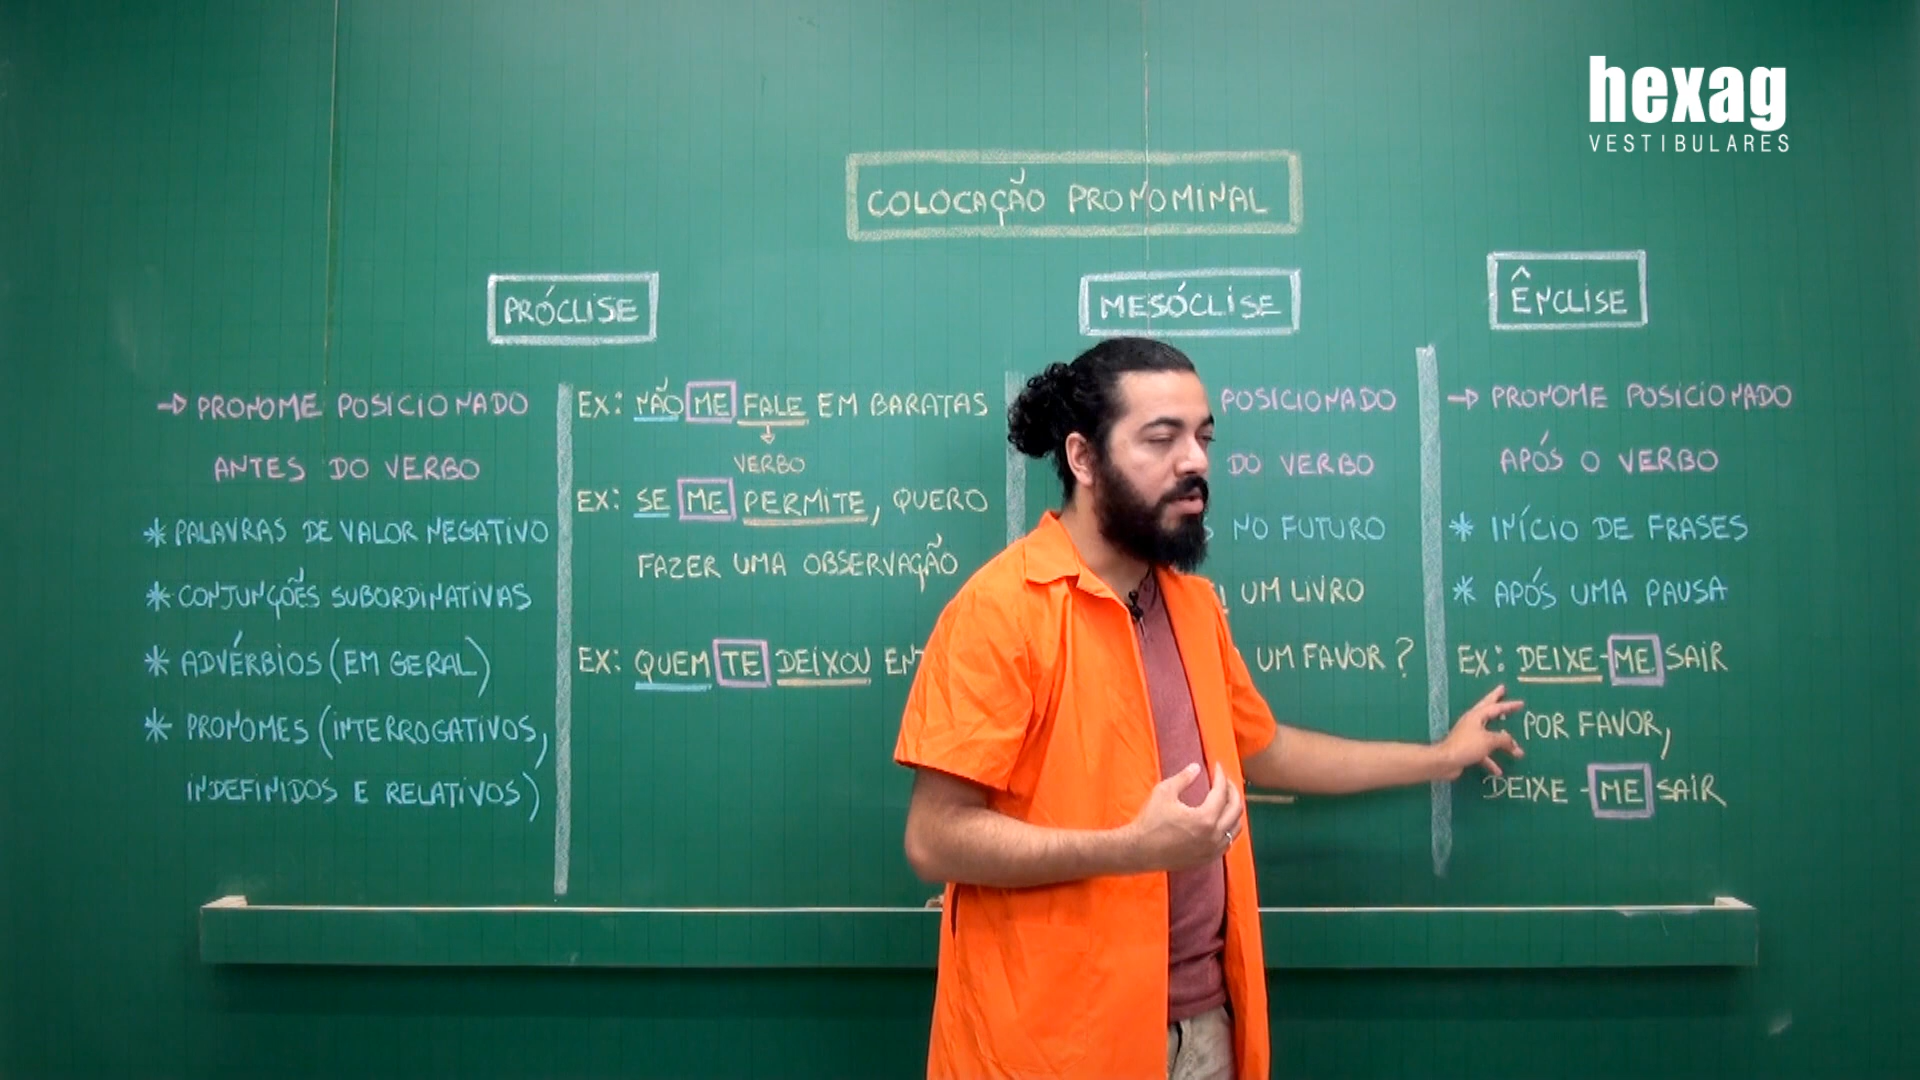 hexag
VESTIBULARES
COLOCAÇÃO PRONOMINAL
PRÓCLISE
→ PRONOME POSICIONADO
ANTES DO VERBO
* PALAVRAS DE VALOR NEGATIVO
* CONJUNÇÕES SUBORDINATIVAS
* ADVÉRBIOS (EM GERAL)
* PRONOMES (INTERROGATIVOS,
INDEFINIDOS E RELATIVOS)
EX: NÃO ME FALE EM BARATAS
VERBO
EX: SE ME PERMITE, QUERO
FAZER UMA OBSERVAÇÃO
EX: QUEM TE DEIXOU
MESÓCLISE
POSICIONADO
DO VERBO
NO FUTURO
UM LIVRO
UM FAVOR?
ÊNCLISE
→ PRONOME POSICIONADO
APÓS O VERBO
* INÍCIO DE FRASES
* APÓS UMA PAUSA
EX: DEIXE-ME SAIR
POR FAVOR,
DEIXE-ME SAIR